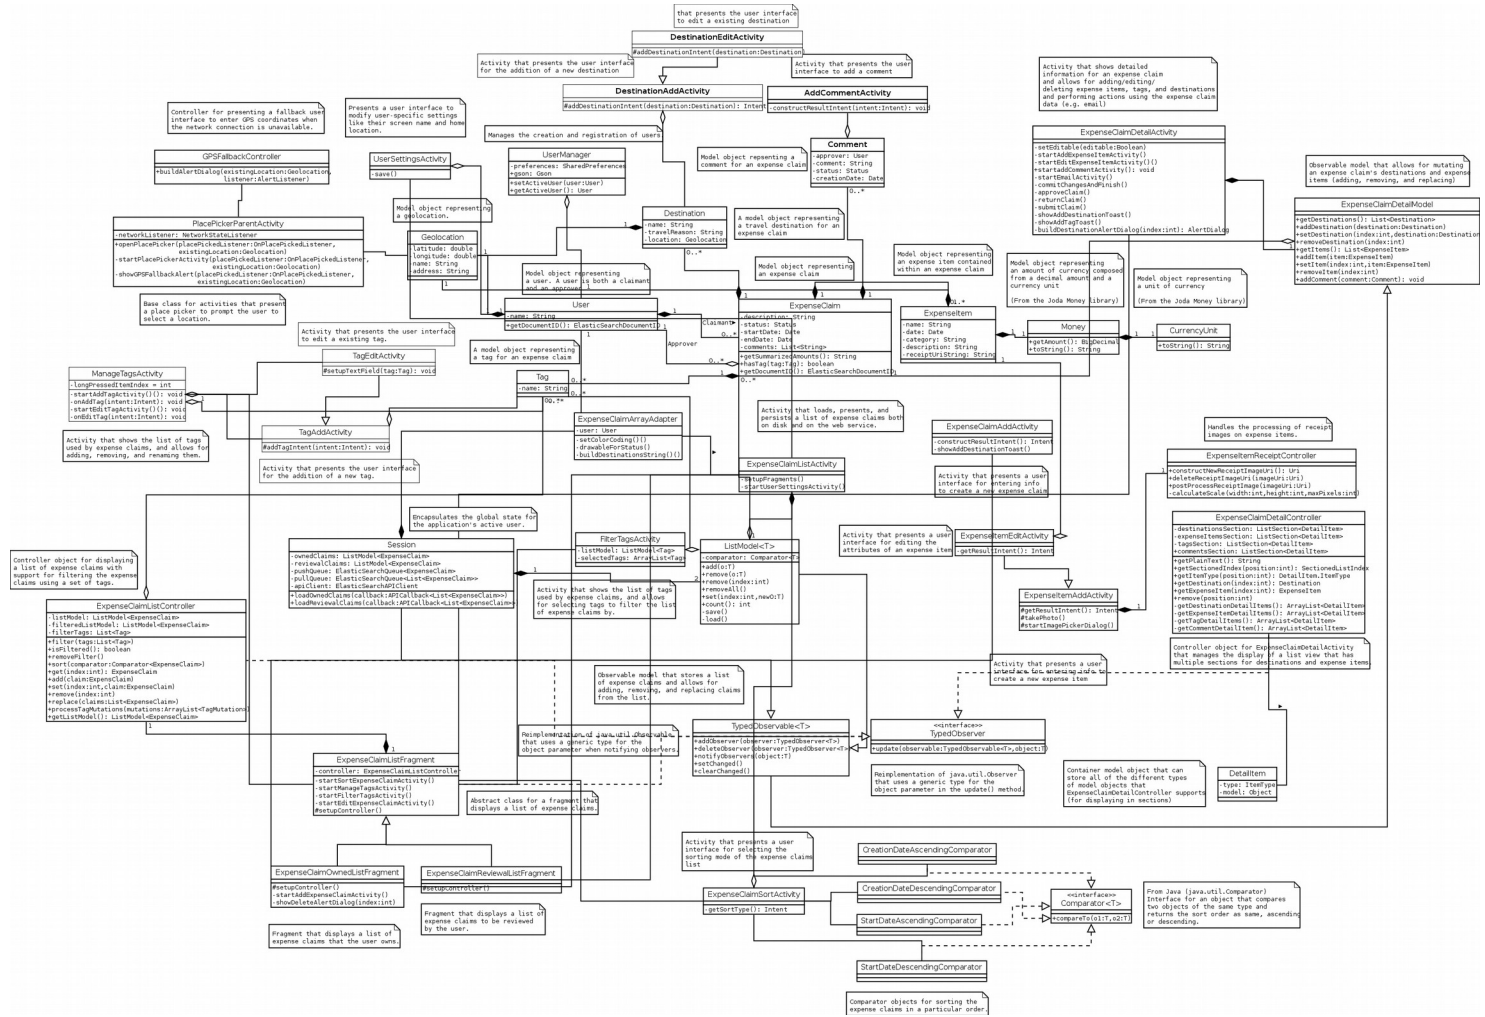 that presents the user interface
to edit a existing destination
DestinationEditActivity
#addDestinationIntent(destination:Destination)
Activity that presents the user interface
for the addition of a new destination
Activity that presents the user
interface to add a comment
DestinationAddActivity
#addDestinationIntent(destination:Destination): Intent
AddCommentActivity
-constructResultIntent(intent:Intent): void
Activity that shows detailed
information for an expense claim
and allows for adding/editing/
deleting expense items, tags, and destinations
and performing actions using the expense claim
data (e.g. email)
Controller for presenting a fallback user
interface to enter GPS coordinates when
the network connection is unavailable.
Presents a user interface to
modify user-specific settings
like their screen name and home
location.
Manages the creation and registration of users
GPSFallbackController
+buildAlertDialog(existingLocation:Geolocation,
listener:AlertListener)
UserSettingsActivity
-save()
UserManager
-preferences: SharedPreferences
+gson: Gson
+setActiveUser(user:User)
+getActiveUser(): User
Model object repsenting a
comment for an expense claim
Comment
-approver: User
-comment: String
-status: Status
-creationDate: Date
0..*
ExpenseClaimDetailActivity
-setEditable(editable:Boolean)
-startAddExpenseItemActivity()
-startEditExpenseItemActivity()()
+startaddCommentActivity(): void
-startEmailActivity()
-commitChangesAndFinish()
-approveClaim()
-returnClaim()
-submitClaim()
-showAddDestinationToast()
-showAddTagToast()
-buildDestinationAlertDialog(index:int): AlertDialog
Observable model that allows for mutating
an expense claim's destinations and expense
items (adding, removing, and replacing)
ExpenseClaimDetailModel
+getDestinations(): List<Destination>
+addDestination(destination:Destination)
+setDestination(index:int,destination:Destination
-removeDestination(index:int)
+getItems(): List<ExpenseItem>
+addItem(item:ExpenseItem)
+setItem(index:int,item:ExpenseItem)
+removeItem(index:int)
+addComment(comment:Comment): void
PlacePickerParentActivity
-networkListener: NetworkStateListener
+openPlacePicker(placePickedListener:OnPlacePickedListener,
existingLocation:Geolocation)
-startPlacePickerActivity(placePickedListener:OnPlacePickedListener,
existingLocation:Geolocation)
-showGPSFallbackAlert(placePickedListener:OnPlacePickedListener,
existingLocation:Geolocation)
Base class for activities that present
a place picker to prompt the user to
select a location.
Model object representing
a geolocation.
Geolocation
-latitude: double
-longitude: double
-name: String
-address: String
Destination
-name: String
-travelReason: String
-location: Geolocation
0..*
A model object representing
a travel destination for an
expense claim
Model object representing
a user. A user is both a claimant
and an approver
Model object representing
an expense claim
Model object representing
an expense item contained
within an expense claim
Model object representing
an amount of currency composed
from a decimal amount and a
currency unit
(From the Joda Money library)
Model object representing
a unit of currency
(From the Joda Money library)
User
-name: String
+getDocumentID(): ElasticSearchDocumentID
Claimant
0..*
Approver
0..*
ExpenseClaim
-description: String
-status: Status
-startDate: Date
-endDate: Date
-comments: List<String>
+getSummarizedAmounts(): String
+hasTag(tag:Tag): boolean
+getDocumentID(): ElasticSearchDocumentID
0..*
ExpenseItem
-name: String
-date: Date
-category: String
-description: String
-receiptUriString: String
Money
+getAmount(): BigDecimal
+toString(): String
CurrencyUnit
+toString(): String
Activity that presents the user interface
to edit a existing tag.
TagEditActivity
#setupTextField(tag:Tag): void
A model object representing
a tag for an expense claim
Tag
-name: String
0..*
ManageTagsActivity
-longPressedItemIndex = int
-startAddTagActivity()(): void
-onAddTag(intent:Intent): void
-startEditTagActivity()(): void
-onEditTag(intent:Intent): void
Activity that shows the list of tags
used by expense claims, and allows for
adding, removing, and renaming them.
TagAddActivity
#addTagIntent(intent:Intent): void
Activity that presents the user interface
for the addition of a new tag.
ExpenseClaimArrayAdapter
-user: User
-setColorCoding()()
-drawableForStatus()
-buildDestinationsString()()
Activity that loads, presents, and
persists a list of expense claims both
on disk and on the web service.
ExpenseClaimListActivity
-setupFragments()
-startUserSettingsActivity()
ExpenseClaimAddActivity
-constructResultIntent(): Intent
-showAddDestinationToast()
Activity that presents a user
interface for entering info
to create a new expense claim
Handles the processing of receipt
images on expense items.
ExpenseItemReceiptController
+constructNewReceiptImageUri(): Uri
+deleteReceiptImageUri(imageUri:Uri)
+postProcessReceipt(imageUri:Uri)
-calculateScale(width:int,height:int,maxPixels:int)
Encapsulates the global state for
the application's active user.
Session
-ownedClaims: ListModel<ExpenseClaim>
-reviewalClaims: ListModel<ExpenseClaim>
-pushQueue: ElasticSearchQueue<ExpenseClaim>
-pullQueue: ElasticSearchQueue<List<ExpenseClaim>>
-apiClient: ElasticSearchAPIClient
+loadOwnedClaims(callback:APICallback<List<ExpenseClaim>>)
+loadReviewalClaims(callback:APICallback<List<ExpenseClaim>>)
FilterTagsActivity
-listModel: ListModel<Tag>
-selectedTags: ArrayList<Tag>
Activity that shows the list of tags
used by expense claims, and allows
for selecting tags to filter the list
of expense claims by.
ListModel<T>
-comparator: Comparator<T>
+add(o:T)
+remove(o:T)
+remove(index:int)
+removeAll()
+set(index:int,newO:T)
+count(): int
-save()
-load()
Activity that presents a user
interface for editing the
attributes of an expense item
ExpenseItemEditActivity
-getResultIntent(): Intent
ExpenseItemAddActivity
#getResultIntent(): Intent
#takePhoto()
#startImagePickerDialog()
Activity that presents a user
interface for entering info to
create a new expense item
ExpenseClaimDetailController
-destinationsSection: ListSection<DetailItem>
-expenseItemsSection: ListSection<DetailItem>
-tagsSection: ListSection<DetailItem>
-commentsSection: ListSection<DetailItem>
+getPlainText(): String
+getSectionedIndex(position:int): SectionedListIndex
+getItemType(position:int): DetailItem.ItemType
+getDestination(index:int): Destination
+getExpenseItem(index:int): ExpenseItem
+remove(position:int)
-getDestinationDetailItems(): ArrayList<DetailItem>
-getExpenseItemDetailItems(): ArrayList<DetailItem>
-getTagDetailItems(): ArrayList<DetailItem>
-getCommentDetailItem(): ArrayList<DetailItem>
Controller object for ExpenseClaimDetailActivity
that manages the display of a list view that has
multiple sections for destinations and expense items.
Controller object for displaying
a list of expense claim with
support for filtering the expense
claims using a set of tags.
ExpenseClaimListController
-listModel: ListModel<ExpenseClaim>
-filteredListModel: ListModel<ExpenseClaim>
-filterTags: List<Tag>
+filter(tags:List<Tag>)
+isFiltered(): boolean
+removeFilter()
+sort(comparator:Comparator<ExpenseClaim>)
+get(index:int): ExpenseClaim
+add(claim:ExpenseClaim)
+set(index:int,claim:ExpenseClaim)
+remove(index:int)
+replace(claims:List<ExpenseClaim>)
+processTagMutations(mutations:ArrayList<TagMutation>)
+getListModel(): ListModel<ExpenseClaim>
Observable model that stores a list
of expense claims and allows for
adding, removing, and replacing claims
from the list.
Reimplementation of java.util.Observable
that uses a generic type for the
object parameter when notifying observers.
TypedObservable<T>
+addObserver(observer:TypedObserver<T>)
+deleteObserver(observer:TypedObserver<T>)
+notifyObservers(object:T)
+setChanged()
+clearChanged()
<<interface>>
TypedObserver
+update(observable:TypedObservable<T>,object:T)
Reimplementation of java.util.Observer
that uses a generic type for the
object parameter in the update() method.
Container model object that can
store all of the different types
of model objects that
ExpenseClaimDetailController supports
(for displaying in sections)
DetailItem
-type: ItemType
-model: Object
ExpenseClaimListFragment
-controller: ExpenseClaimListController
-startSortExpenseClaimActivity()
-startManageTagsActivity()
-startFilterTagsActivity()
-startEditExpenseClaimActivity()
#setupController()
Abstract class for a fragment that
displays a list of expense claims.
ExpenseClaimOwnedListFragment
#setupController()
-startAddExpenseClaimActivity()
-showDeleteAlertDialog(index:int)
Fragment that displays a list of
expense claims that the user owns.
ExpenseClaimReviewalListFragment
#setupController()
Fragment that displays a list of
expense claims to be reviewed
by the user.
Activity that presents a user
interface for selecting the
sorting mode of the expense claims
list
ExpenseClaimSortActivity
-getSortType(): Intent
CreationDateAscendingComparator
CreationDateDescendingComparator
StartDateAscendingComparator
StartDateDescendingComparator
<<interface>>
Comparator<T>
+compareTo(o1:T,o2:T)
From Java (java.util.Comparator)
Interface for an object that compares
two objects of the same type and
returns the sort order as same, ascending
or descending.
Comparator objects for sorting the
expense claims in a particular order.